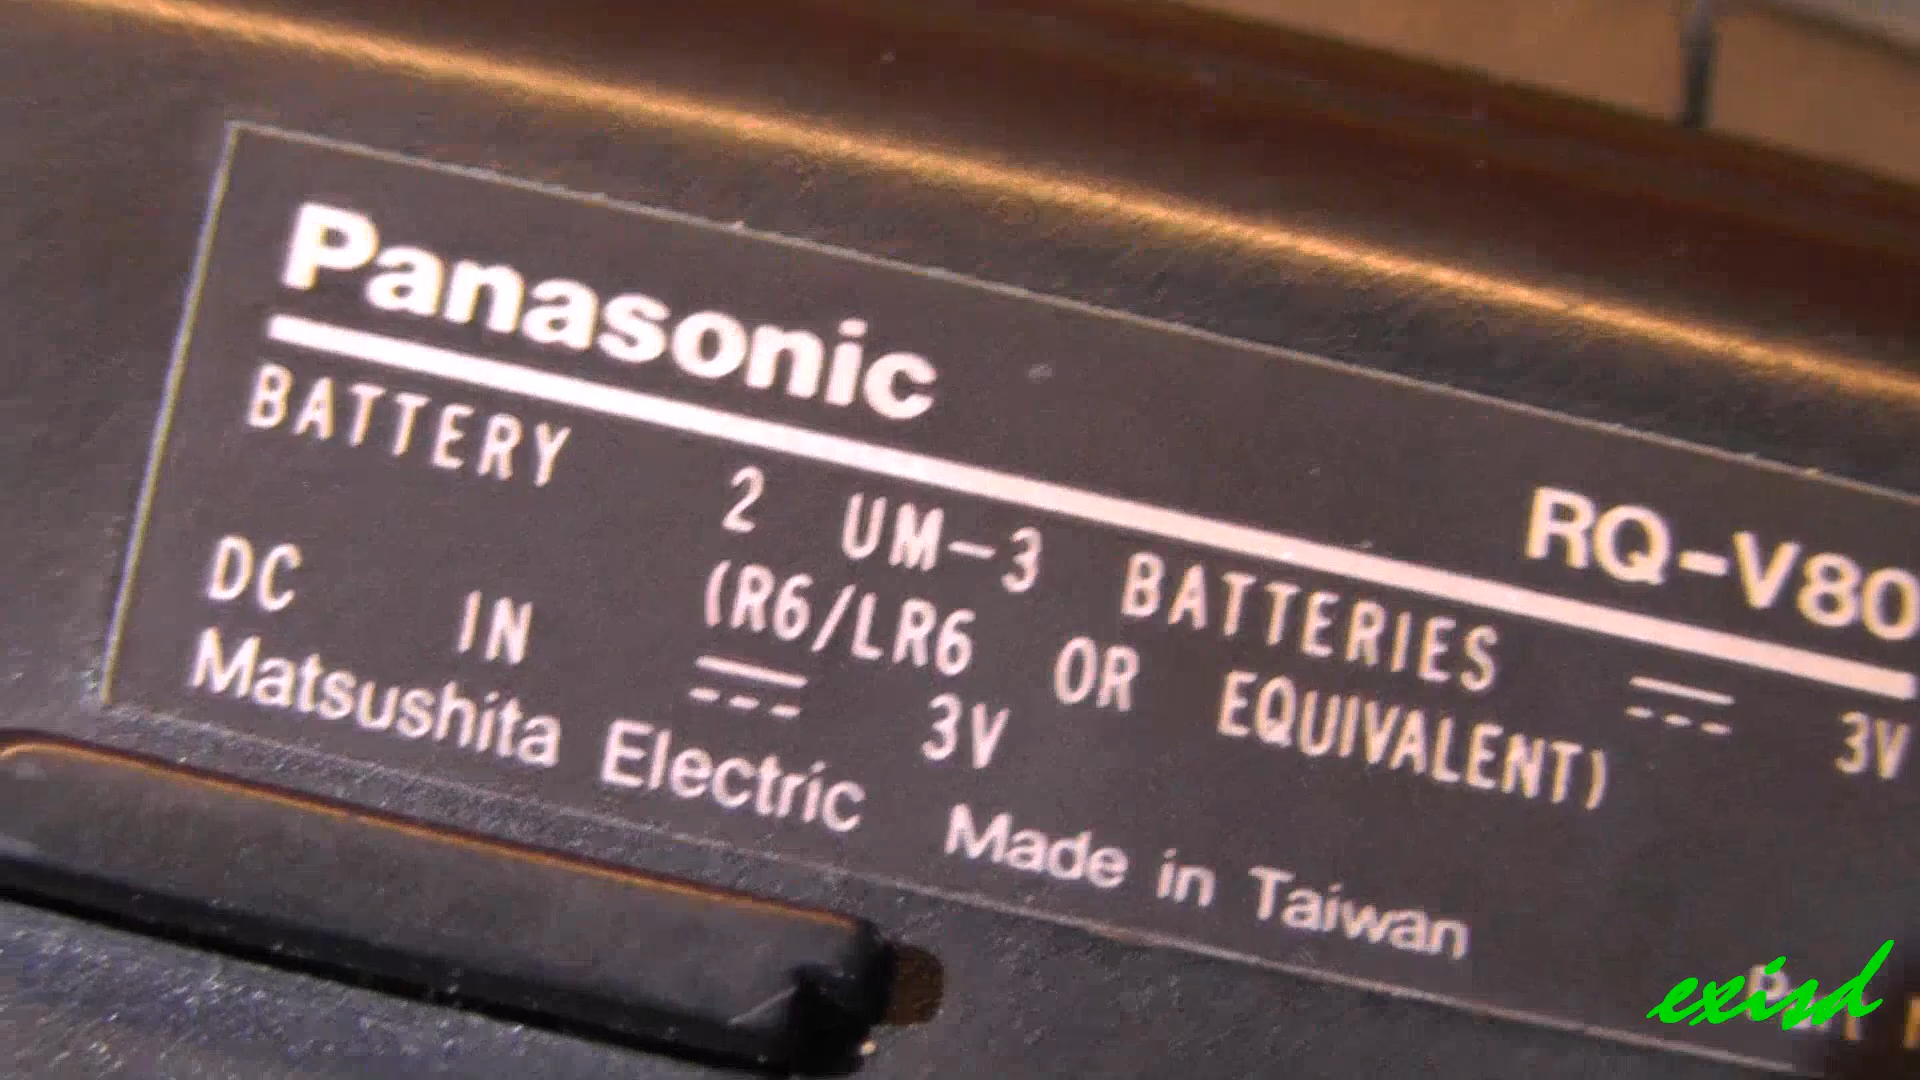 Panasonic RQ-V80
BATTERY 2 UM-3 BATTERIES ⎓ 3V
(R6/LR6 OR EQUIVALENT)
DC IN ⎓ 3V
Matsushita Electric Made in Taiwan
exisd